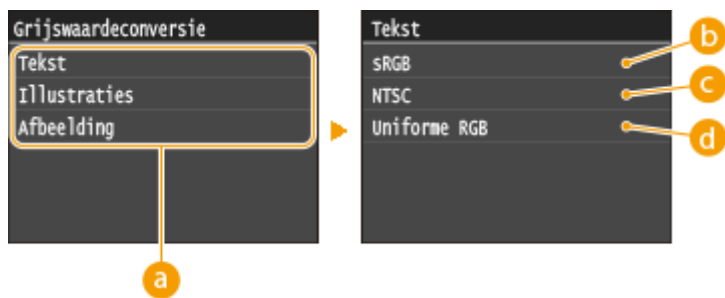 Grijswaardeconversie
Tekst
Illustraties
Afbeelding
a
Tekst
sRGB
NTSC
Uniforme RGB
b
c
d